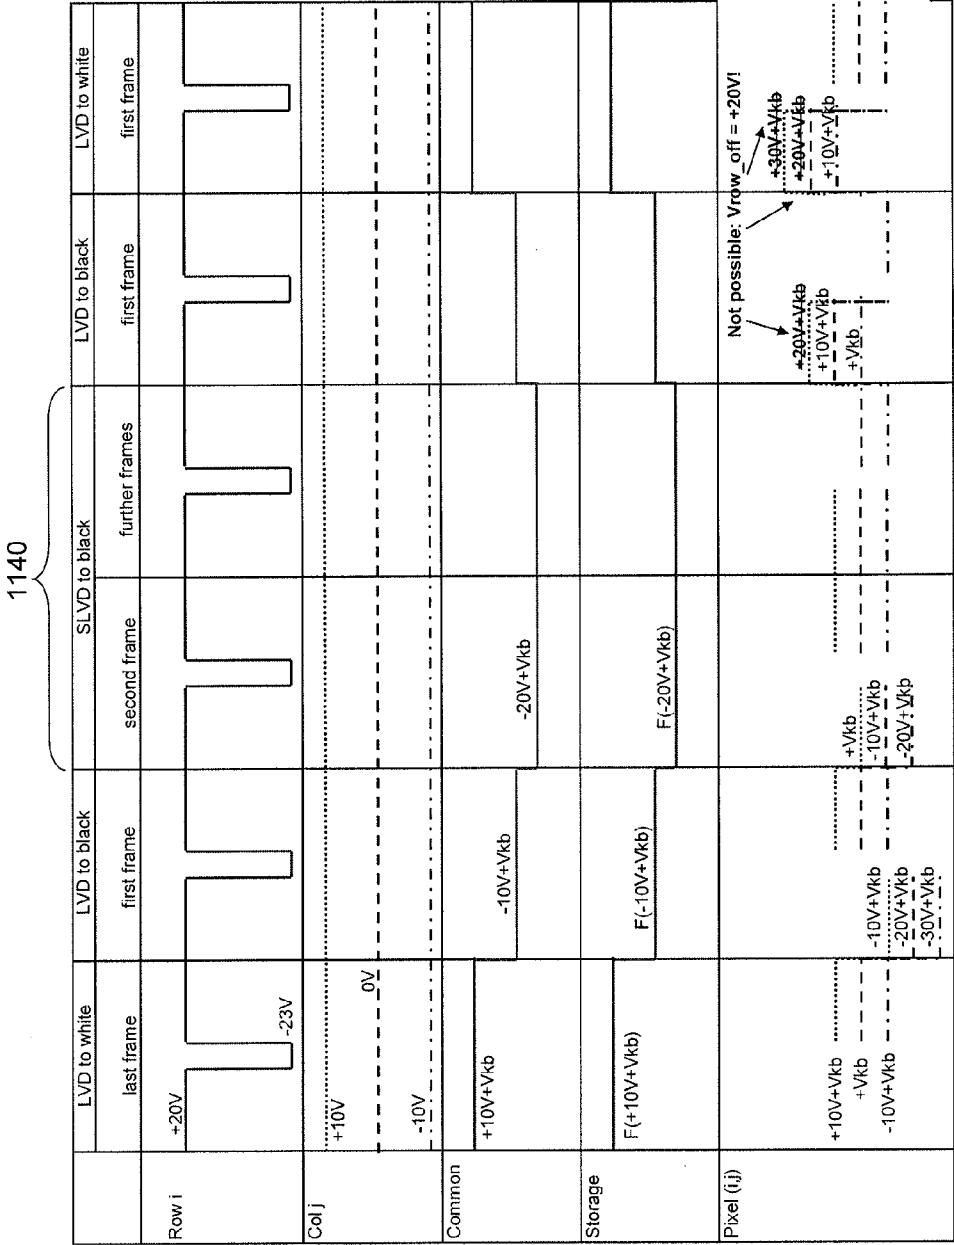 1140
LVD to white
LVD to black
SLVD to black
LVD to black
LVD to white
last frame
first frame
second frame
further frames
first frame
first frame
Row i
+20V
-23V
Col j
+10V
0V
-10V
Common
+10V+Vkb
-10V+Vkb
-20V+Vkb
Storage
F(+10V+Vkb)
F(-10V+Vkb)
F(-20V+Vkb)
Pixel (i,j)
+10V+Vkb
+Vkb
-10V+Vkb
-10V+Vkb
-20V+Vkb
-30V+Vkb
+Vkb
-10V+Vkb
-20V+Vkb
Not possible: Vrow_off = +20V!
+20V+Vkb
+10V+Vkb
+Vkb
+30V+Vkb
+20V+Vkb
+10V+Vkb